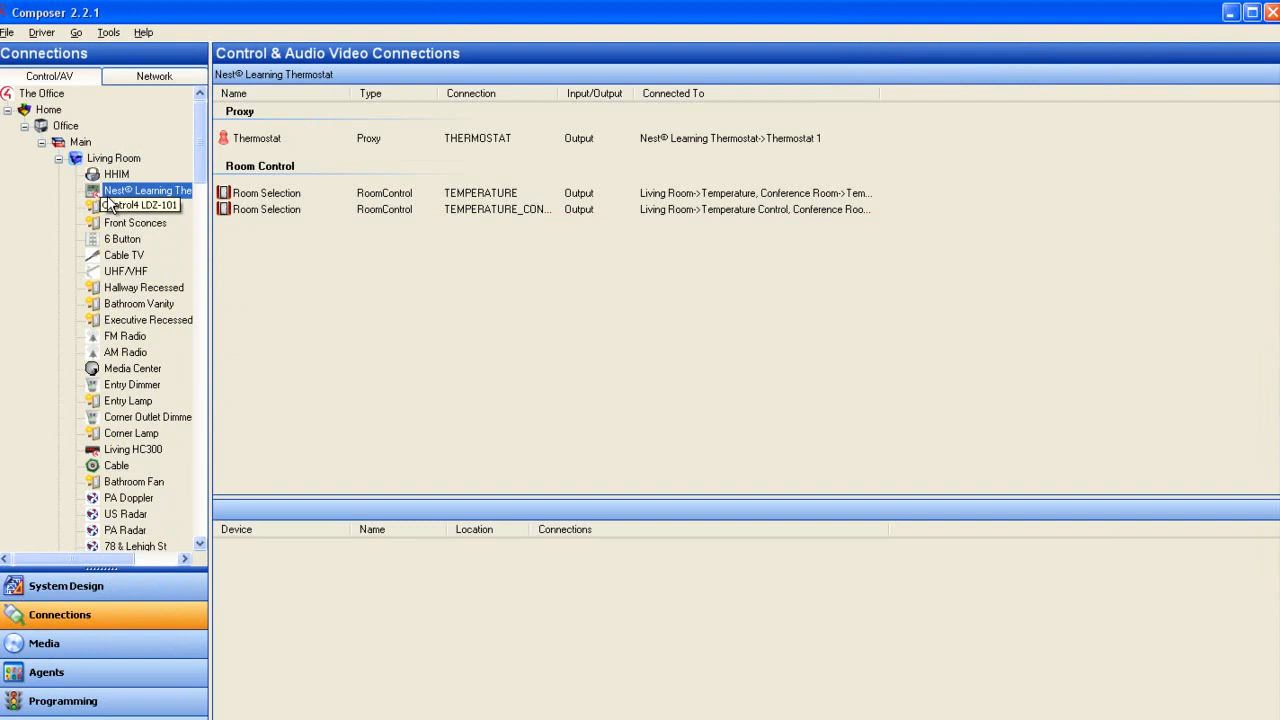 Composer 2.2.1
File Driver Go Tools Help
Connections
Control/AV Network
The Office
Home
Office
Main
Living Room
HHIM
Nest© Learning The
Control4 LDZ-101
Front Sconces
6 Button
Cable TV
UHF/VHF
Hallway Recessed
Bathroom Vanity
Executive Recessed
FM Radio
AM Radio
Media Center
Entry Dimmer
Entry Lamp
Corner Outlet Dimme
Corner Lamp
Living HC300
Cable
Bathroom Fan
PA Doppler
US Radar
PA Radar
78 & Lehigh St
System Design
Connections
Media
Agents
Programming
Control & Audio Video Connections
Nest© Learning Thermostat
Name Type Connection Input/Output Connected To
Proxy
Thermostat Proxy THERMOSTAT Output Nest© Learning Thermostat->Thermostat 1
Room Control
Room Selection RoomControl TEMPERATURE Output Living Room->Temperature, Conference Room->Tem...
Room Selection RoomControl TEMPERATURE_CON... Output Living Room->Temperature Control, Conference Roo...
Device Name Location Connections